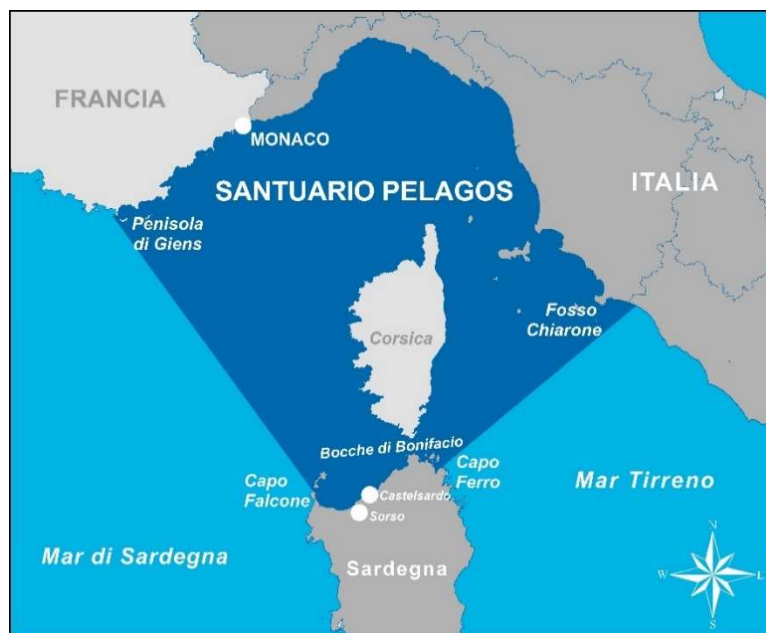 FRANCIA
MONACO
SANTUARIO PELAGOS
ITALIA
Penisola
di Giens
Fosso
Chiarone
Corsica
Bocche di Bonifacio
Capo
Falcone
Capo
Ferro
Castelsardo
Sorso
Mar Tirreno
Mar di Sardegna
Sardegna
N
W
L
S